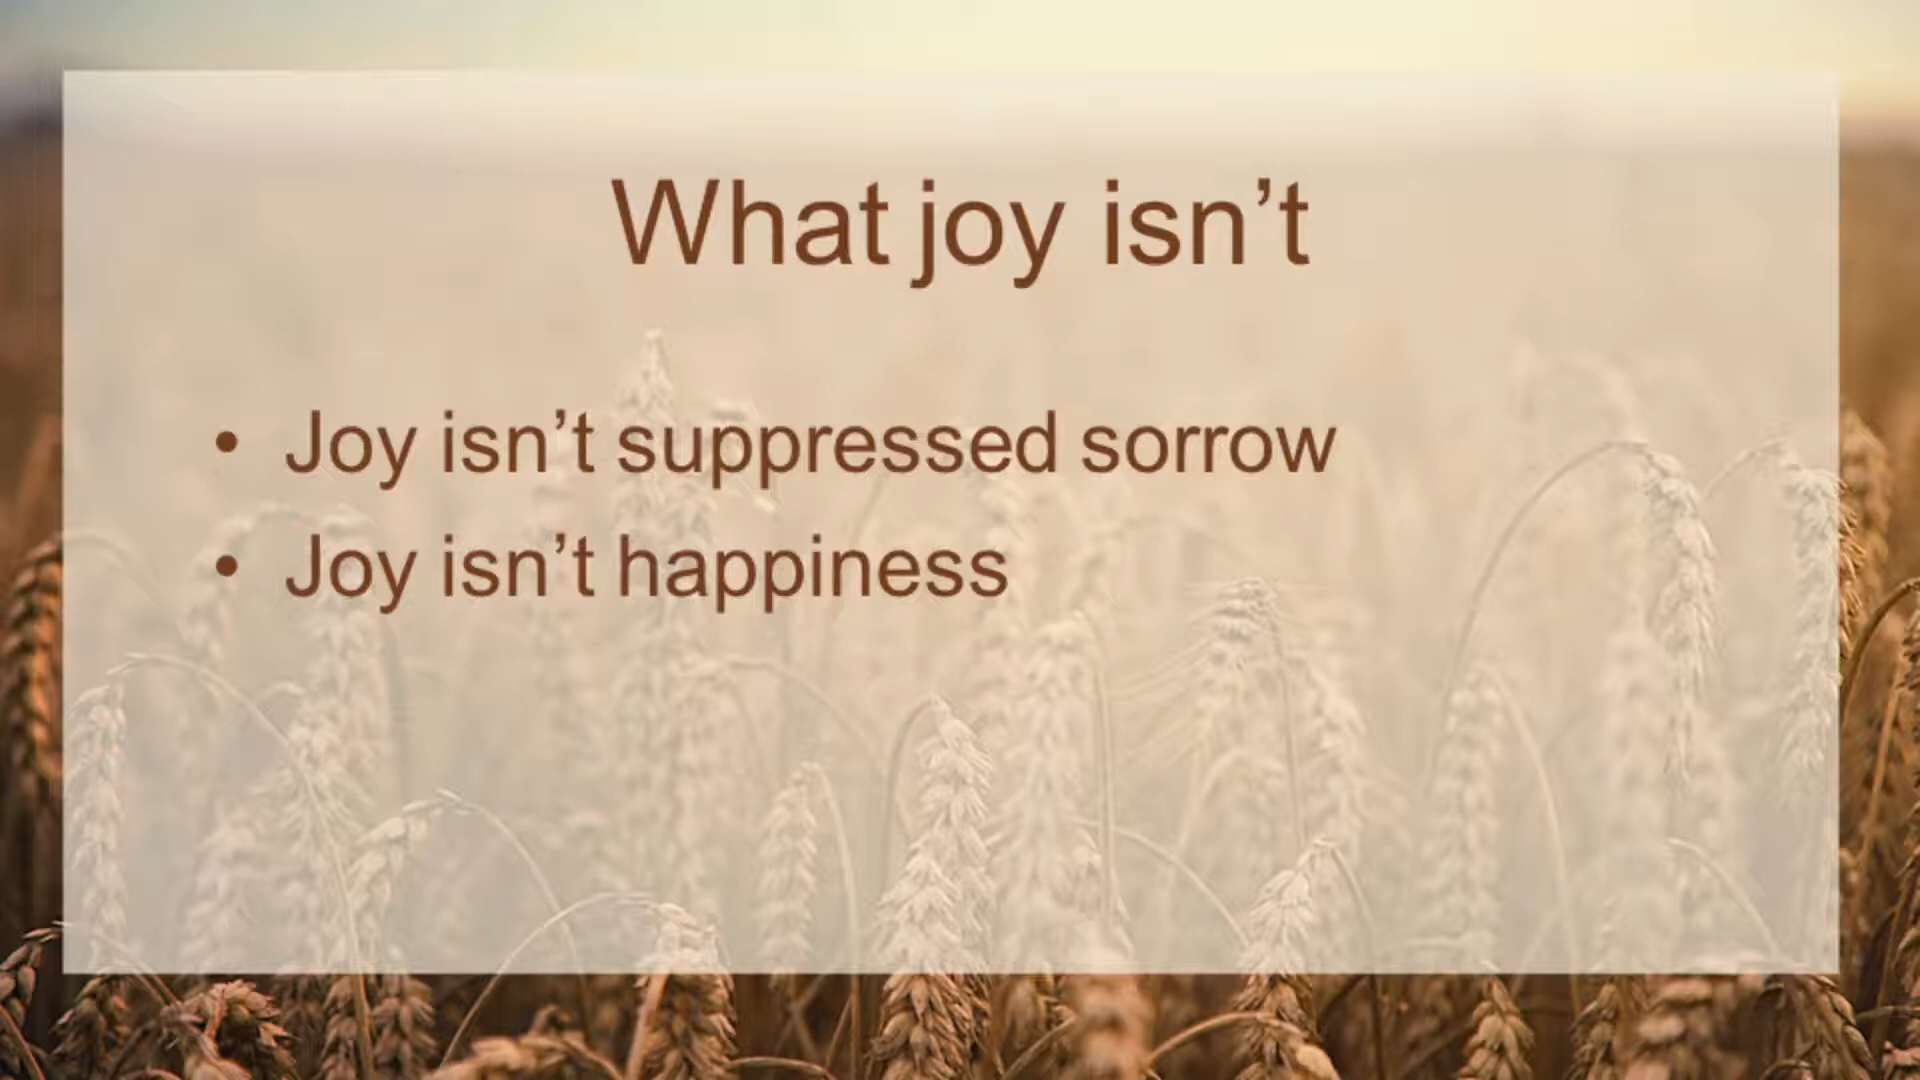 What joy isn’t
• Joy isn’t suppressed sorrow
• Joy isn’t happiness